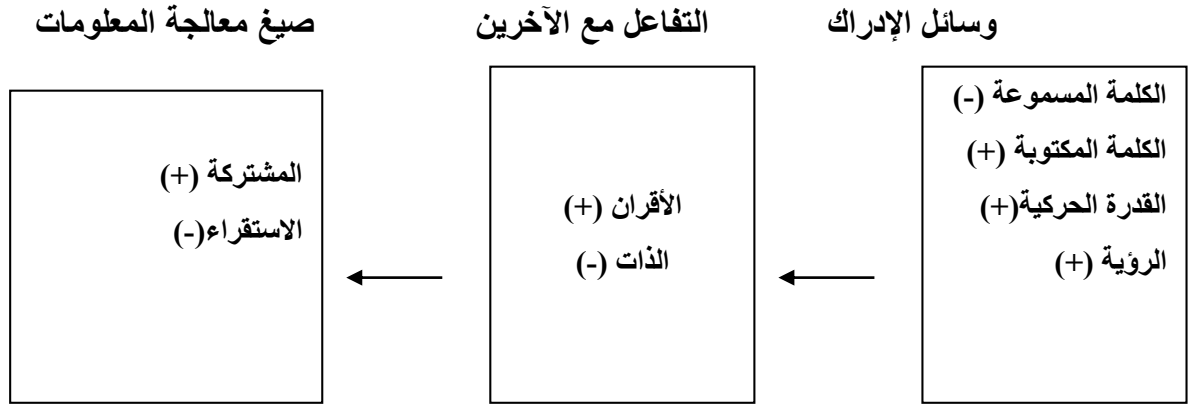 وسائل الإدراك
التفاعل مع الآخرين
صيغ معالجة المعلومات
الكلمة المسموعة (-)
الكلمة المكتوبة (+)
القدرة الحركية(+)
الرؤية (+)
الأقران (+)
الذات (-)
المشتركة (+)
الاستقراء(-)